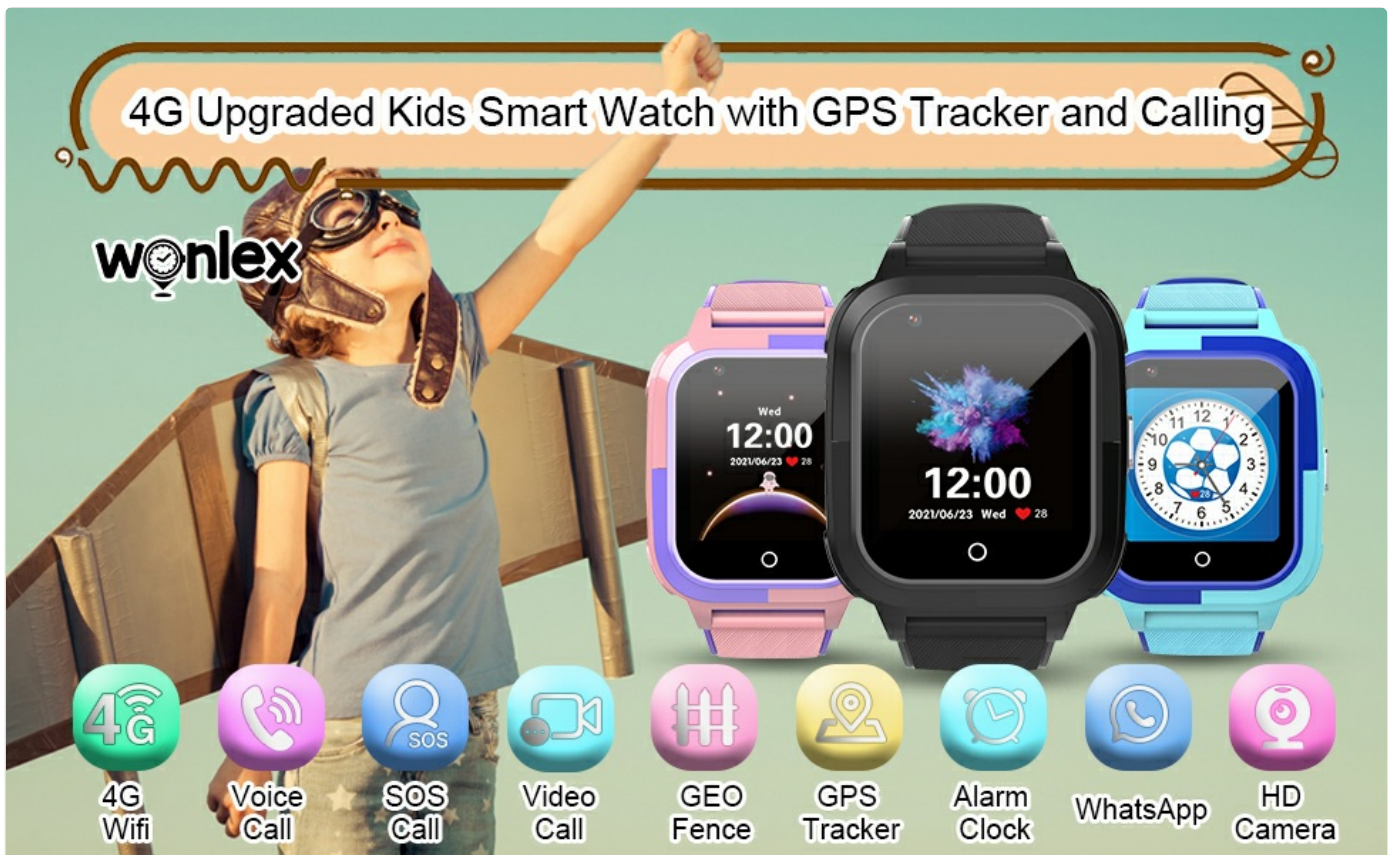 4G Upgraded Kids Smart Watch with GPS Tracker and Calling
wonlex
Wed
12:00
2021/06/23 28
12:00
2021/06/23 Wed 28
12
1
2
3
4
5
6
7
8
9
10
11
28
4G
SOS
4G
Wifi
Voice
Call
SOS
Call
Video
Call
GEO
Fence
GPS
Tracker
Alarm
Clock
WhatsApp
HD
Camera